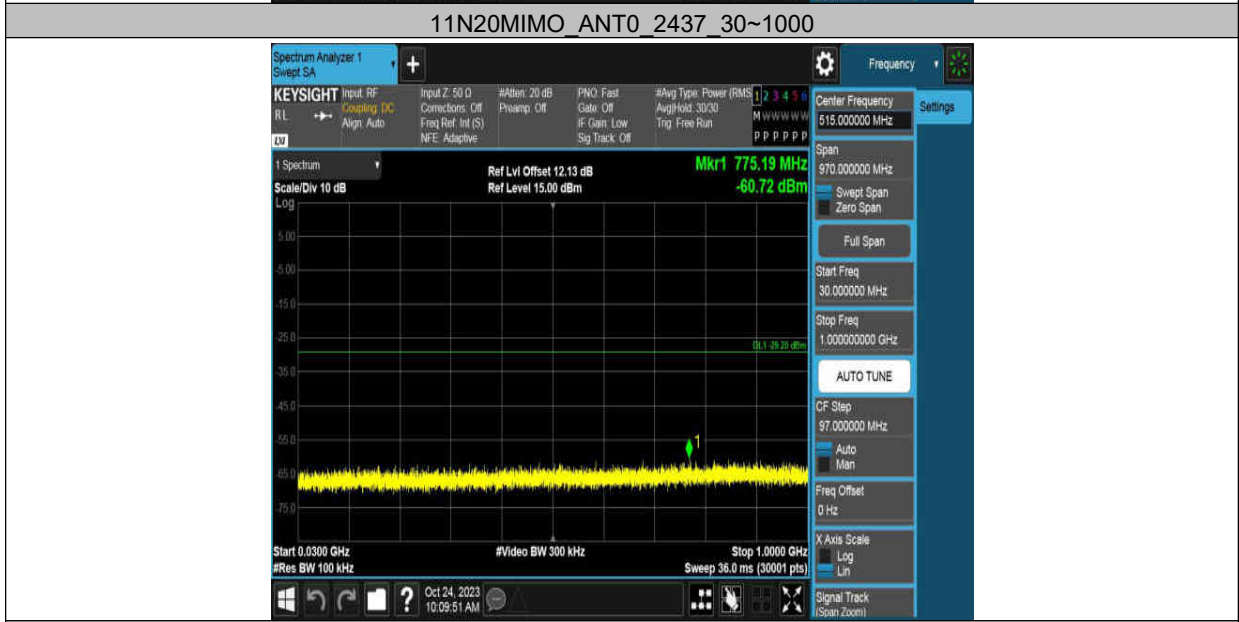 11N20MIMO_ANT0_2437_30~1000
Spectrum Analyzer 1
Swept SA
Frequency
Settings
KEYSIGHT
RL
Input: RF
Coupling: DC
Align: Auto
Input Z: 50 Ω
Corrections: Off
Freq Ref: Int (S)
NFE: Adaptive
#Atten: 20 dB
Preamp: Off
PNO: Fast
Gate: Off
IF Gain: Low
Sig Track: Off
#Avg Type: Power (RMS
Avg|Hold: 30/30
Trig: Free Run
1 2 3 4 5 6
M W W W W W
P P P P P P
1 Spectrum
Scale/Div 10 dB
Log
Ref Lvl Offset 12.13 dB
Ref Level 15.00 dBm
Mkr1 775.19 MHz
-60.72 dBm
5.00
-5.00
-15.0
-25.0
DL1 -29.20 dBm
-35.0
-45.0
-55.0
1
-65.0
-75.0
Start 0.0300 GHz
#Res BW 100 kHz
#Video BW 300 kHz
Stop 1.0000 GHz
Sweep 36.0 ms (30001 pts)
Center Frequency
515.000000 MHz
Span
970.000000 MHz
Swept Span
Zero Span
Full Span
Start Freq
30.000000 MHz
Stop Freq
1.000000000 GHz
AUTO TUNE
CF Step
97.000000 MHz
Auto
Man
Freq Offset
0 Hz
X Axis Scale
Log
Lin
Signal Track
(Span Zoom)
?
Oct 24, 2023
10:09:51 AM